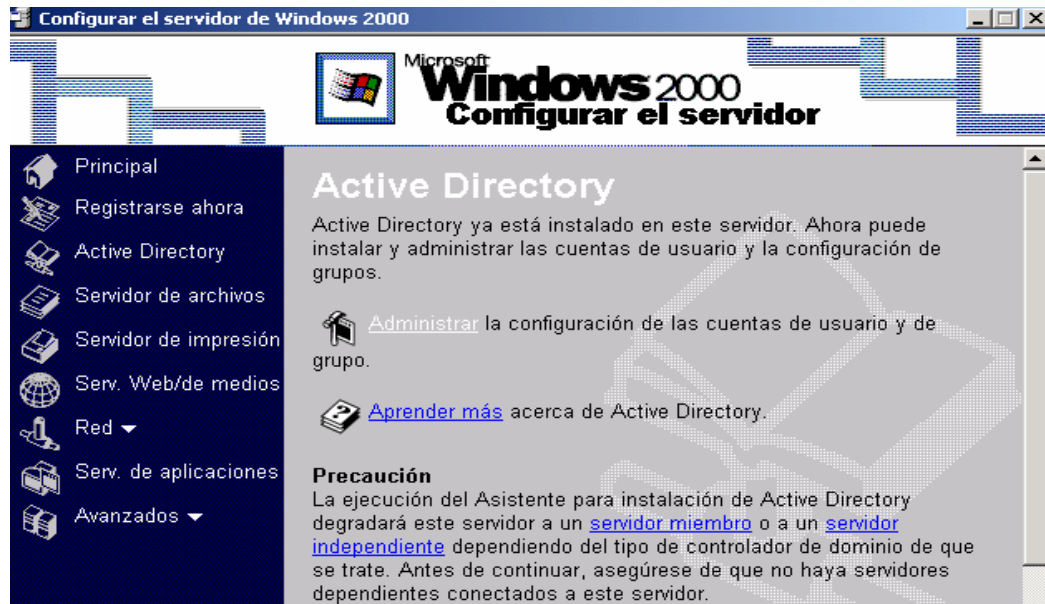 Configurar el servidor de Windows 2000
Microsoft
Windows 2000
Configurar el servidor
Principal
Registrarse ahora
Active Directory
Servidor de archivos
Servidor de impresión
Serv. Web/de medios
Red
Serv. de aplicaciones
Avanzados
Active Directory
Active Directory ya está instalado en este servidor. Ahora puede
instalar y administrar las cuentas de usuario y la configuración de
grupos.
Administrar la configuración de las cuentas de usuario y de
grupo.
Aprender más acerca de Active Directory.
Precaución
La ejecución del Asistente para instalación de Active Directory
degradará este servidor a un servidor miembro o a un servidor
independiente dependiendo del tipo de controlador de dominio de que
se trate. Antes de continuar, asegúrese de que no haya servidores
dependientes conectados a este servidor.